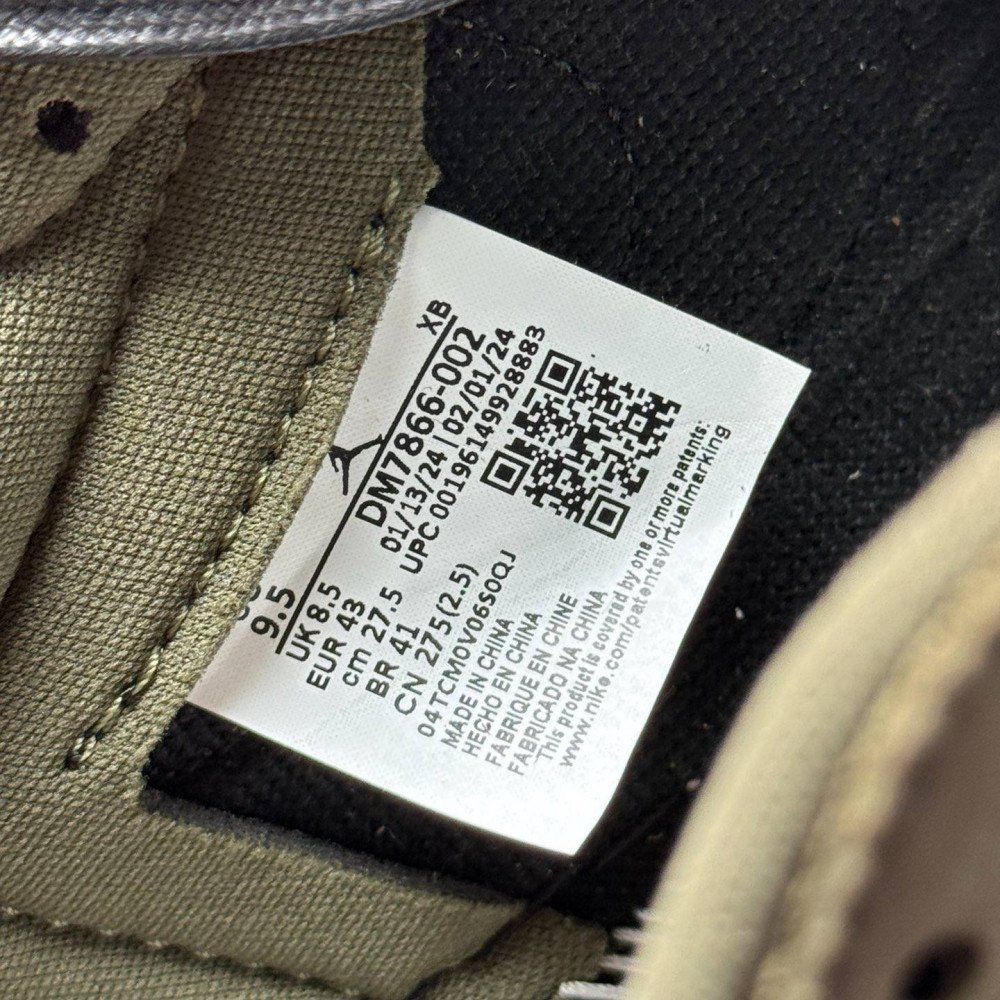 XB
DM7866-002
01/13/24 | 02/01/24
UPC 00196149928883
9.5
UK 8.5
EUR 43
cm 27.5
BR 41
CN 275(2.5)
04TCM0V06S0QJ
MADE IN CHINA
HECHO EN CHINA
FABRIQUE EN CHINE
FABRICADO NA CHINA
This product is covered by one or more patents:
www.nike.com/patentsvirtualmarking